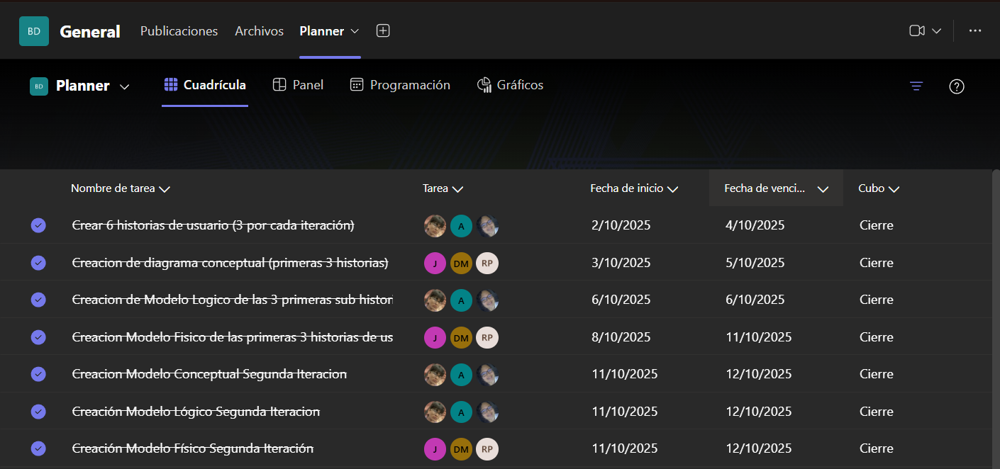 BD General Publicaciones Archivos Planner
BD Planner Cuadrícula Panel Programación Gráficos
Nombre de tarea Tarea Fecha de inicio Fecha de venci... Cubo
Crear 6 historias de usuario (3 por cada iteración) A 2/10/2025 4/10/2025 Cierre
Creacion de diagrama conceptual (primeras 3 historias) J DM RP 3/10/2025 5/10/2025 Cierre
Creacion de Modelo Logico de las 3 primeras sub histori A 6/10/2025 6/10/2025 Cierre
Creacion Modelo Fisico de las primeras 3 historias de us J DM RP 8/10/2025 11/10/2025 Cierre
Creacion Modelo Conceptual Segunda Iteracion A 11/10/2025 12/10/2025 Cierre
Creación Modelo Lógico Segunda Iteracion A 11/10/2025 12/10/2025 Cierre
Creación Modelo Físico Segunda Iteración J DM RP 11/10/2025 12/10/2025 Cierre